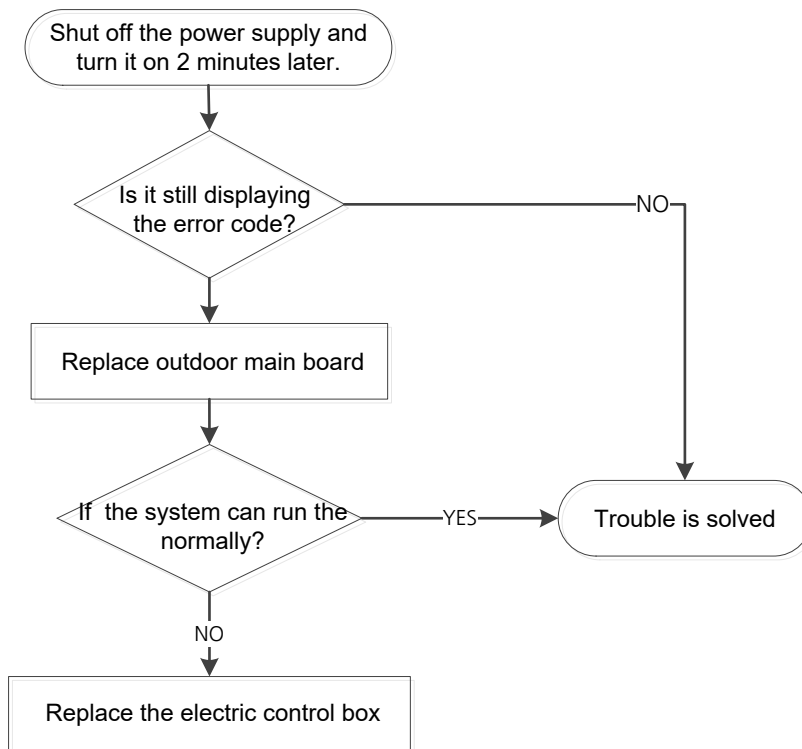 Shut off the power supply and
turn it on 2 minutes later.
Is it still displaying
the error code?
NO
Replace outdoor main board
If the system can run the
normally?
YES
Trouble is solved
NO
Replace the electric control box